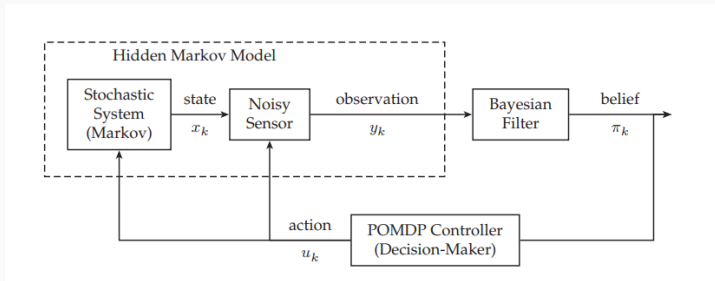 Hidden Markov Model
Stochastic
System
(Markov)
state
x_k
Noisy
Sensor
observation
y_k
Bayesian
Filter
belief
π_k
action
u_k
POMDP Controller
(Decision-Maker)